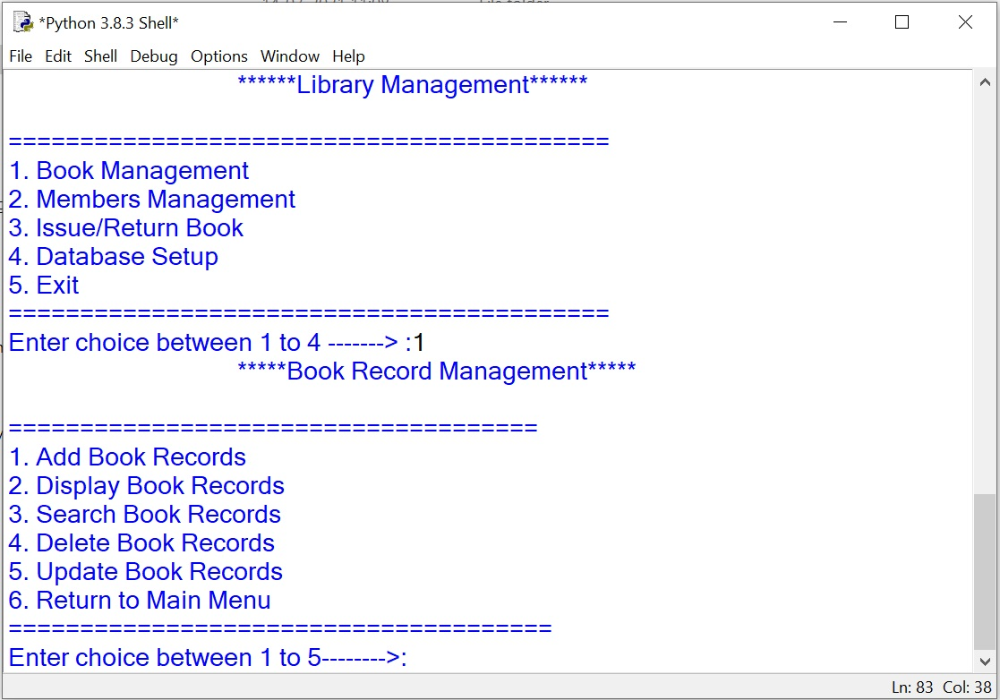 *Python 3.8.3 Shell*
File Edit Shell Debug Options Window Help
******Library Management******
==========================================
1. Book Management
2. Members Management
3. Issue/Return Book
4. Database Setup
5. Exit
==========================================
Enter choice between 1 to 4 -------> :1
*****Book Record Management*****
=====================================
1. Add Book Records
2. Display Book Records
3. Search Book Records
4. Delete Book Records
5. Update Book Records
6. Return to Main Menu
======================================
Enter choice between 1 to 5-------->:
Ln: 83 Col: 38